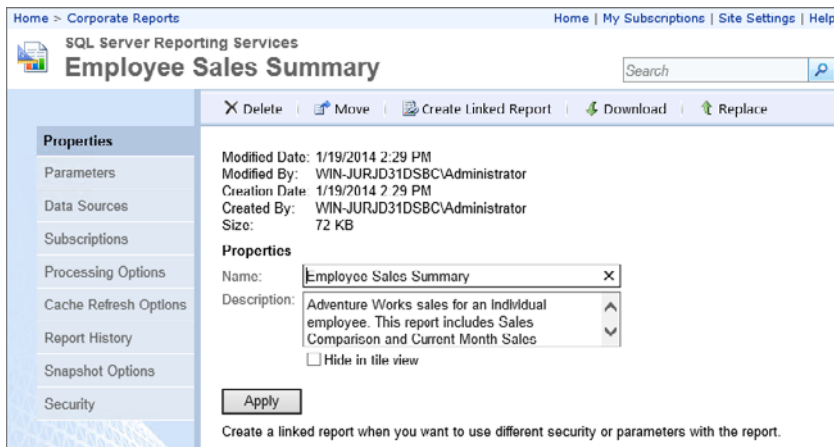 Home > Corporate Reports
Home | My Subscriptions | Site Settings | Help
SQL Server Reporting Services
Employee Sales Summary
Search
Delete
Move
Create Linked Report
Download
Replace
Properties
Parameters
Data Sources
Subscriptions
Processing Options
Cache Refresh Options
Report History
Snapshot Options
Security
Modified Date: 1/19/2014 2:29 PM
Modified By: WIN-JURJD31DSBC\Administrator
Creation Date: 1/19/2014 2:29 PM
Created By: WIN-JURJD31DSBC\Administrator
Size: 72 KB
Properties
Name: Employee Sales Summary
Description: Adventure Works sales for an individual
employee. This report includes Sales
Comparison and Current Month Sales
Hide in tile view
Apply
Create a linked report when you want to use different security or parameters with the report.